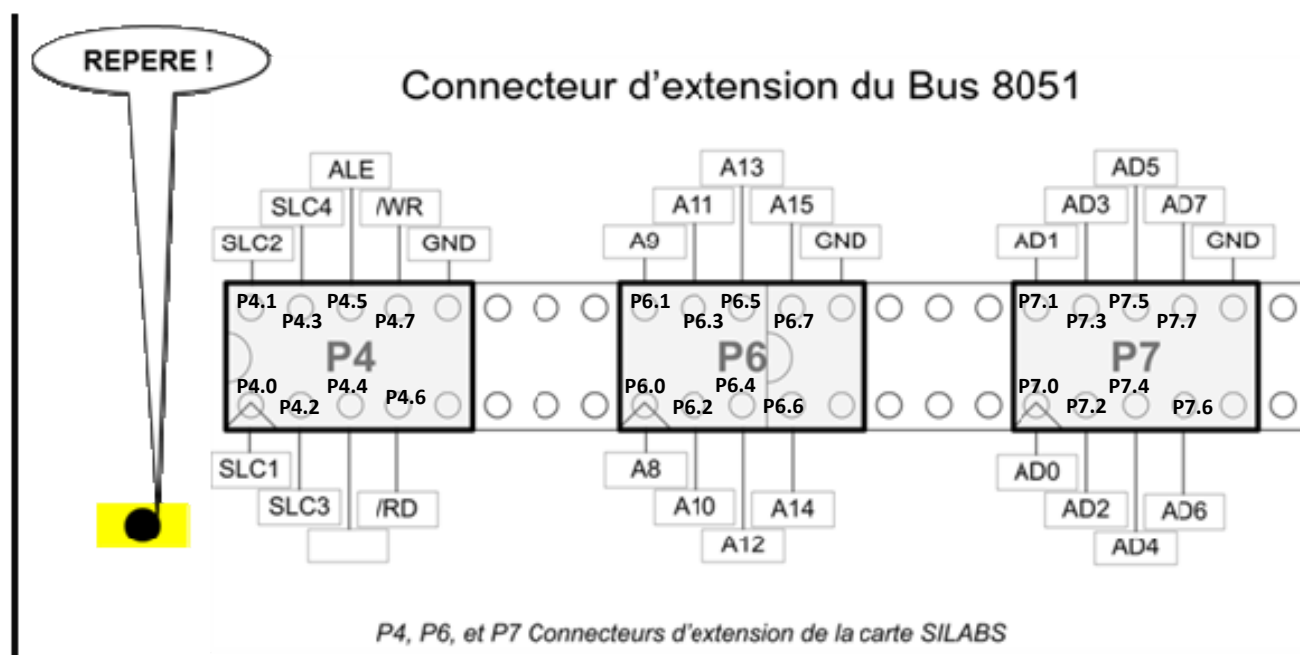 REPERE !
Connecteur d'extension du Bus 8051
ALE A13 AD5
SLC4 /WR A11 A15 AD3 AD7
SLC2 GND A9 GND AD1 GND
P4.1 P4.5 P6.1 P6.5 P7.1 P7.5
P4.3 P4.7 P6.3 P6.7 P7.3 P7.7
P4 P6 P7
P4.0 P4.4 P6.0 P6.4 P7.0 P7.4
P4.2 P4.6 P6.2 P6.6 P7.2 P7.6
SLC1 A8 AD0
SLC3 /RD A10 A14 AD2 AD6
A12 AD4
P4, P6, et P7 Connecteurs d'extension de la carte SILABS